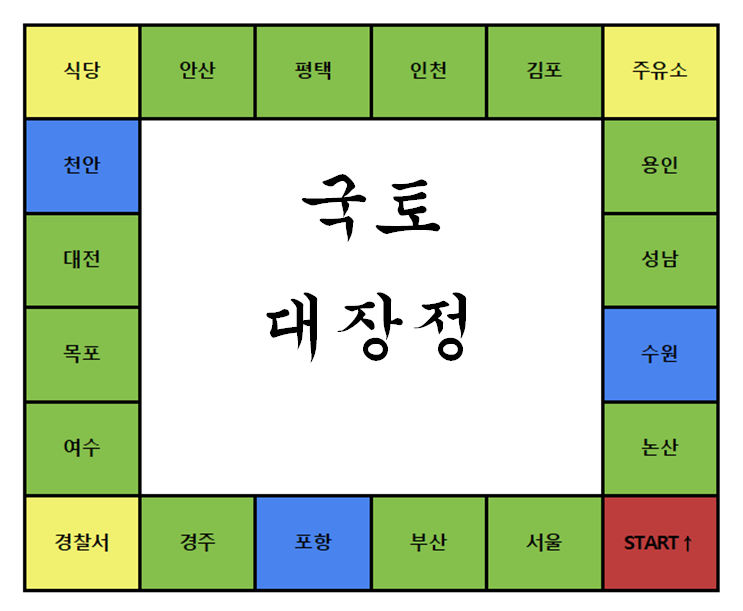 식당 안산 평택 인천 김포 주유소
천안 용인
국토
대전 성남
대장정
목포 수원
여수 논산
경찰서 경주 포항 부산 서울 START↑